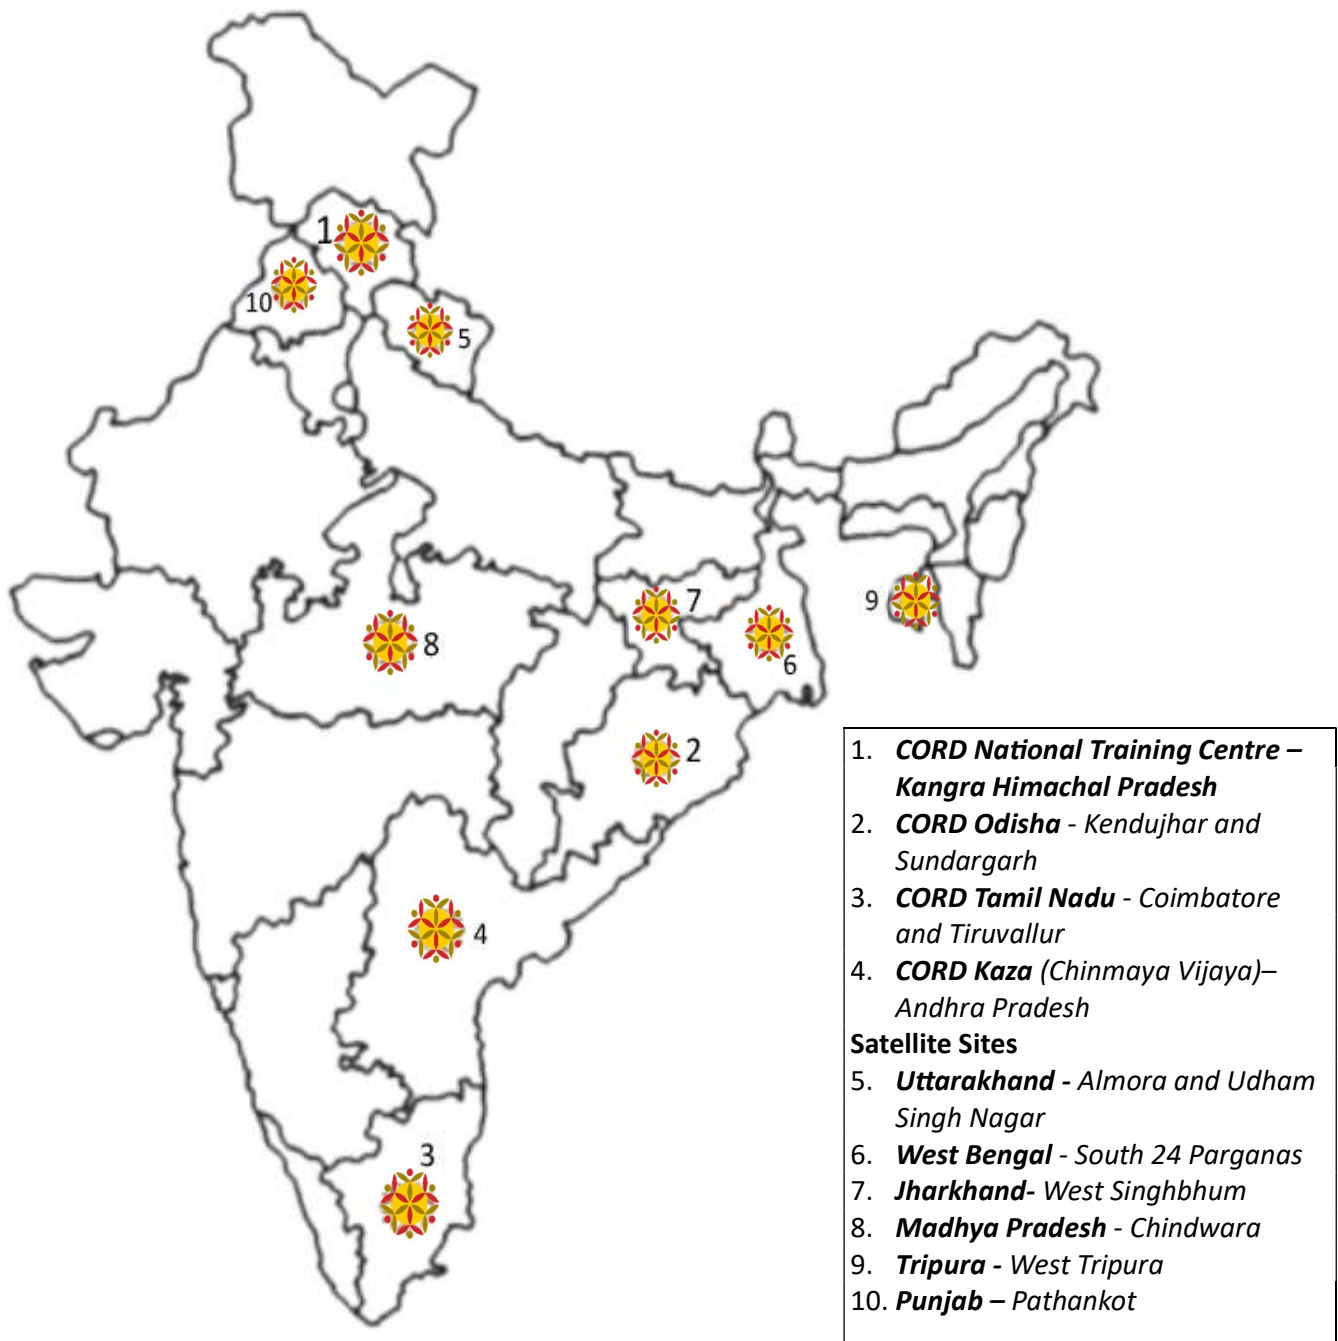 1
10
5
7
9
8
6
2
4
3
1. CORD National Training Centre –
Kangra Himachal Pradesh
2. CORD Odisha - Kendujhar and
Sundargarh
3. CORD Tamil Nadu - Coimbatore
and Tiruvallur
4. CORD Kaza (Chinmaya Vijaya)–
Andhra Pradesh
Satellite Sites
5. Uttarakhand - Almora and Udham
Singh Nagar
6. West Bengal - South 24 Parganas
7. Jharkhand- West Singhbhum
8. Madhya Pradesh - Chindwara
9. Tripura - West Tripura
10. Punjab – Pathankot